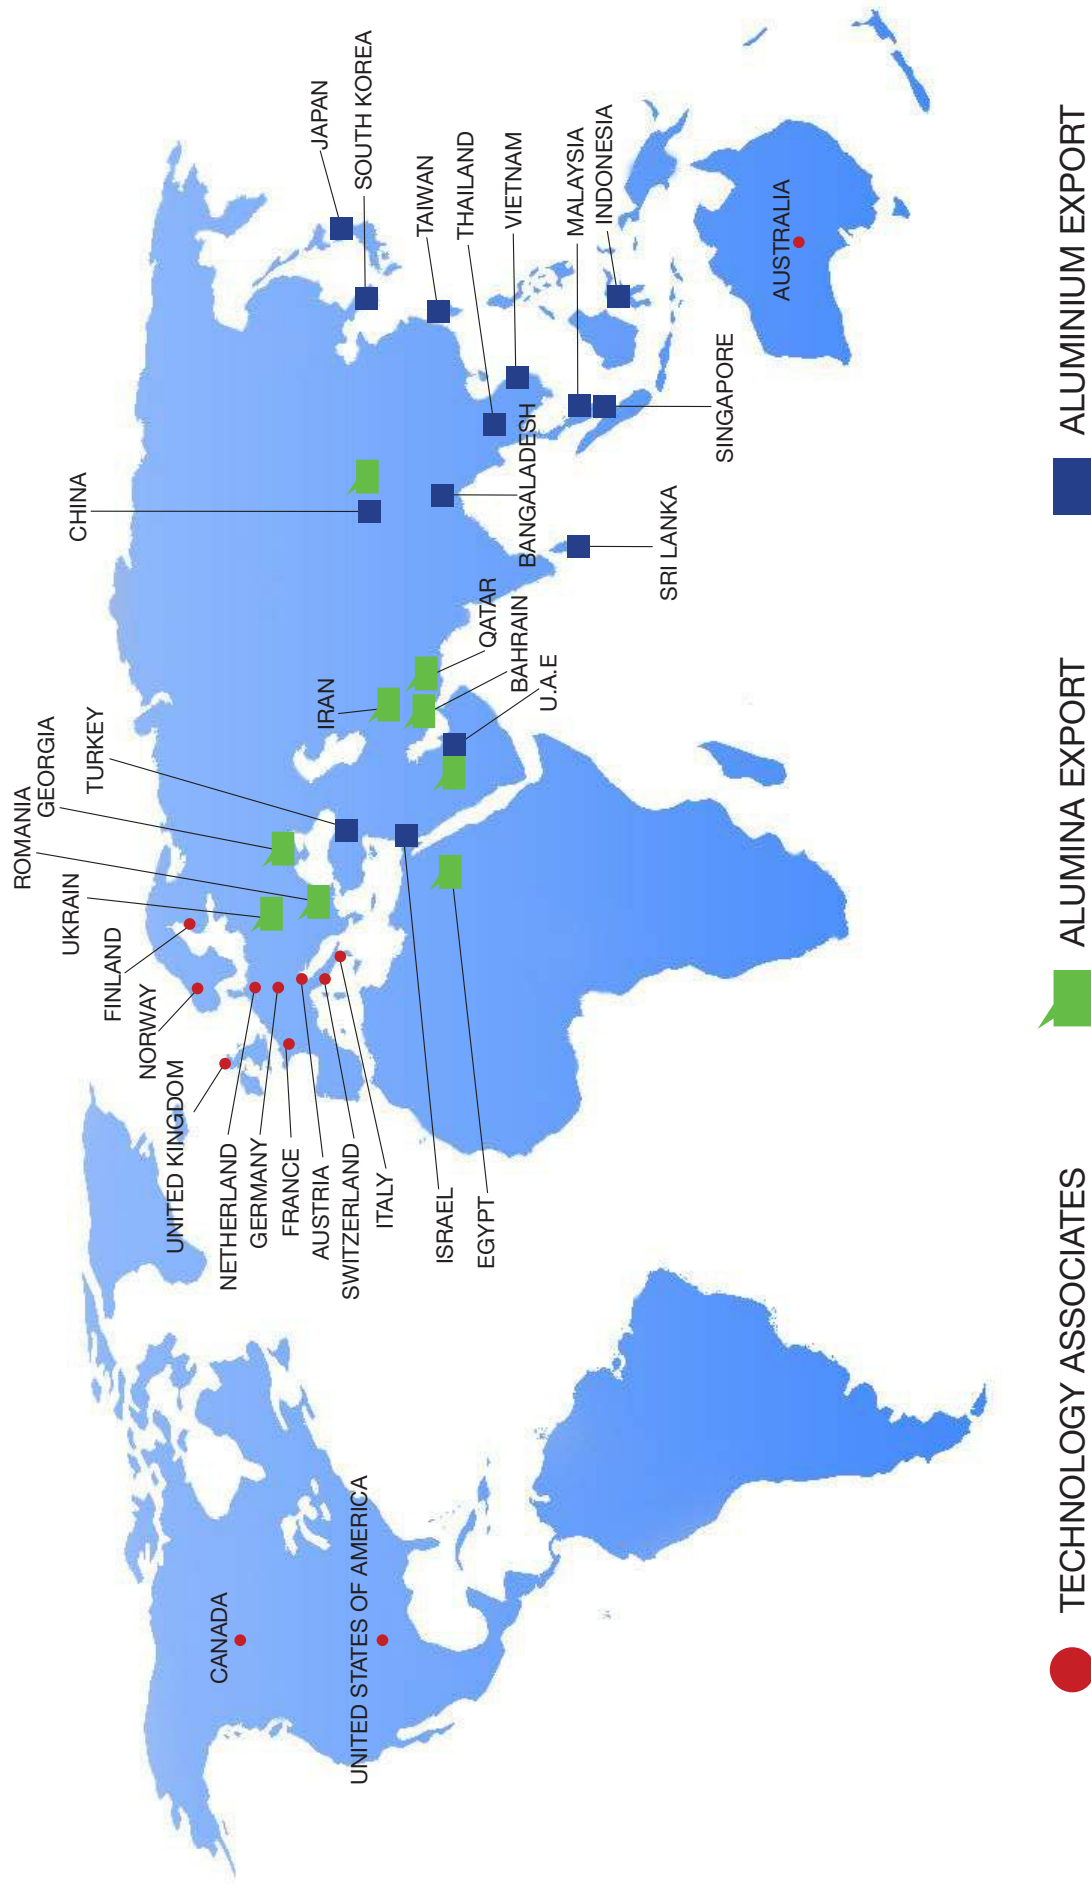 CANADA
UNITED STATES OF AMERICA
UNITED KINGDOM
NORWAY
FINLAND
UKRAIN
ROMANIA
GEORGIA
TURKEY
CHINA
JAPAN
SOUTH KOREA
TAIWAN
THAILAND
VIETNAM
MALAYSIA
INDONESIA
AUSTRALIA
SINGAPORE
SRI LANKA
BANGALADESH
IRAN
QATAR
BAHRAIN
U.A.E
NETHERLAND
GERMANY
FRANCE
AUSTRIA
SWITZERLAND
ITALY
ISRAEL
EGYPT
TECHNOLOGY ASSOCIATES
ALUMINA EXPORT
ALUMINIUM EXPORT